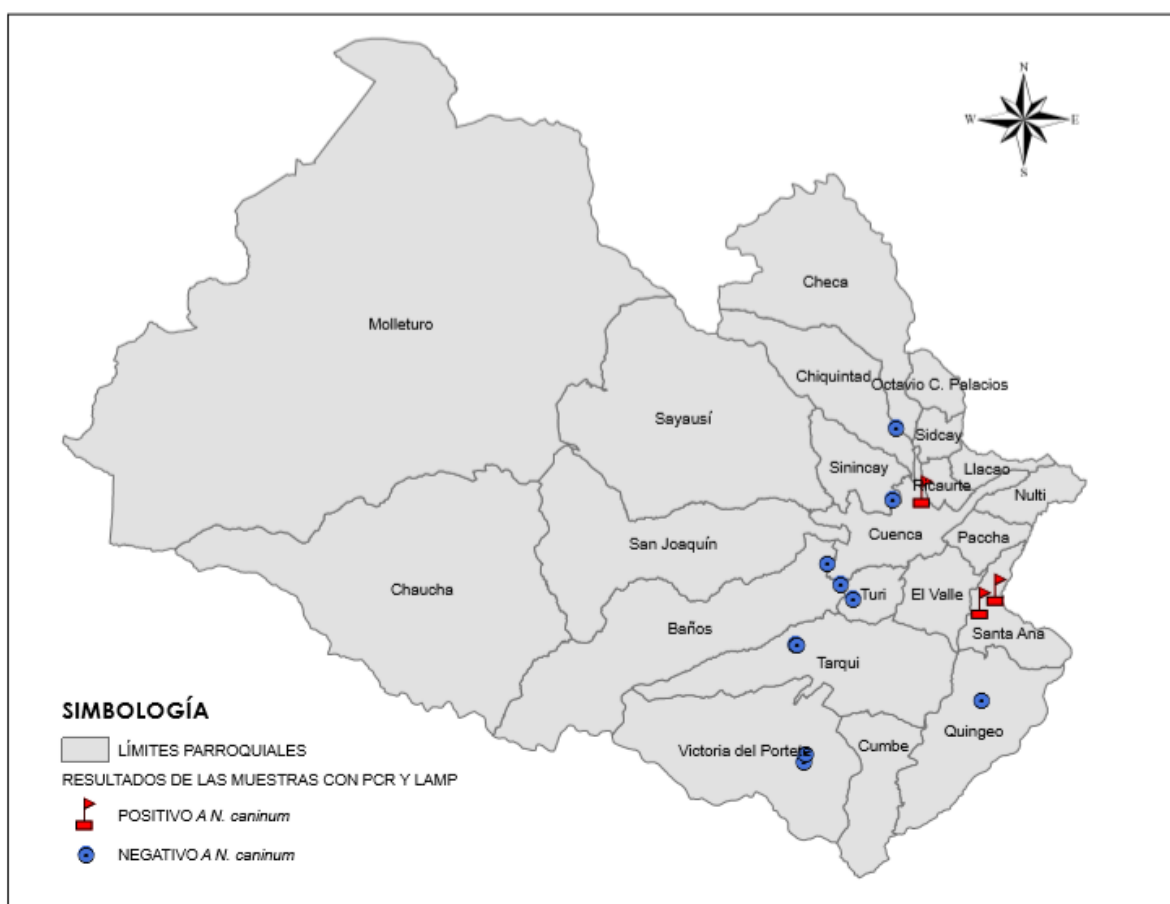 N
W E
S
Checa
Molleturo
Chiquintad
Octavio C. Palacios
Sayausí
Sidcay
Sinincay
Llacao
Ricaurte
Nulti
Cuenca
Paccha
San Joaquín
Chaucha
Turi
El Valle
Baños
Santa Ana
Tarqui
Quingeo
Victoria del Portete
Cumbe
SIMBOLOGÍA
LÍMITES PARROQUIALES
RESULTADOS DE LAS MUESTRAS CON PCR Y LAMP
POSITIVO A N. caninum
NEGATIVO A N. caninum